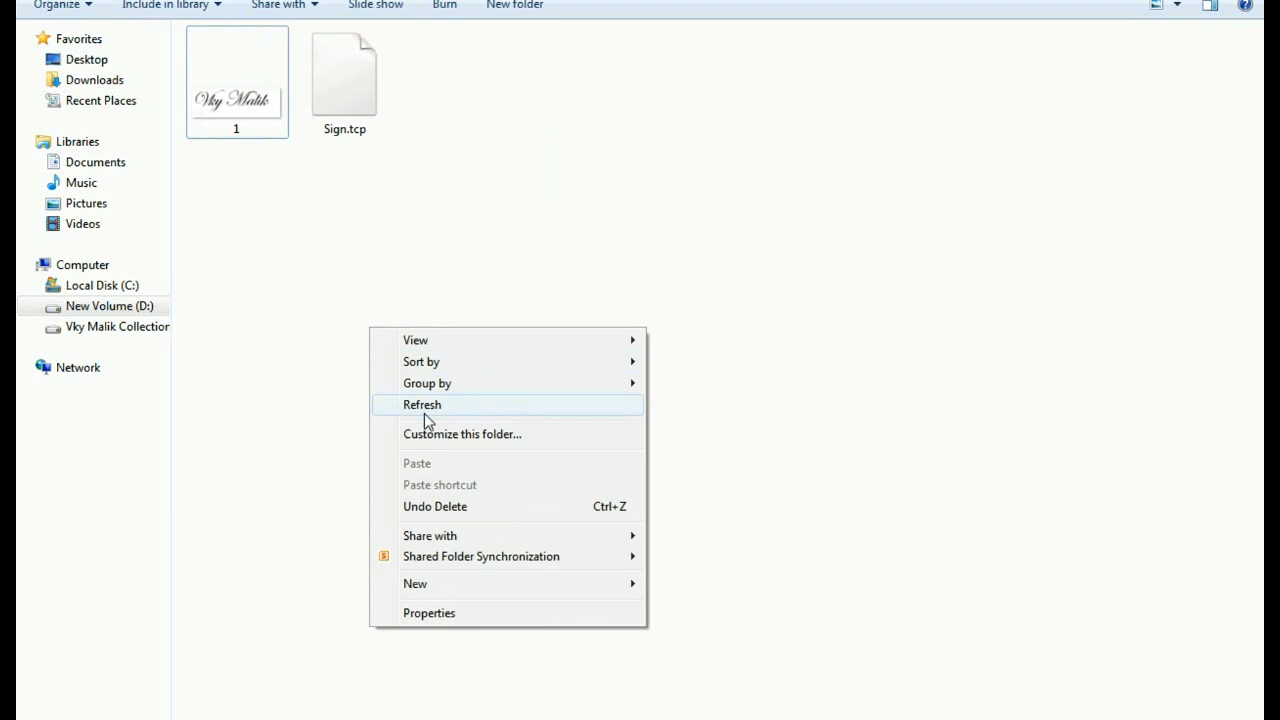 Organize
Include in library
Share with
Slide show
Burn
New folder
Favorites
Desktop
Downloads
Recent Places
Libraries
Documents
Music
Pictures
Videos
Computer
Local Disk (C:)
New Volume (D:)
Vky Malik Collection
Network
Vky Malik
1
Sign.tcp
View
Sort by
Group by
Refresh
Customize this folder...
Paste
Paste shortcut
Undo Delete Ctrl+Z
Share with
S
Shared Folder Synchronization
New
Properties